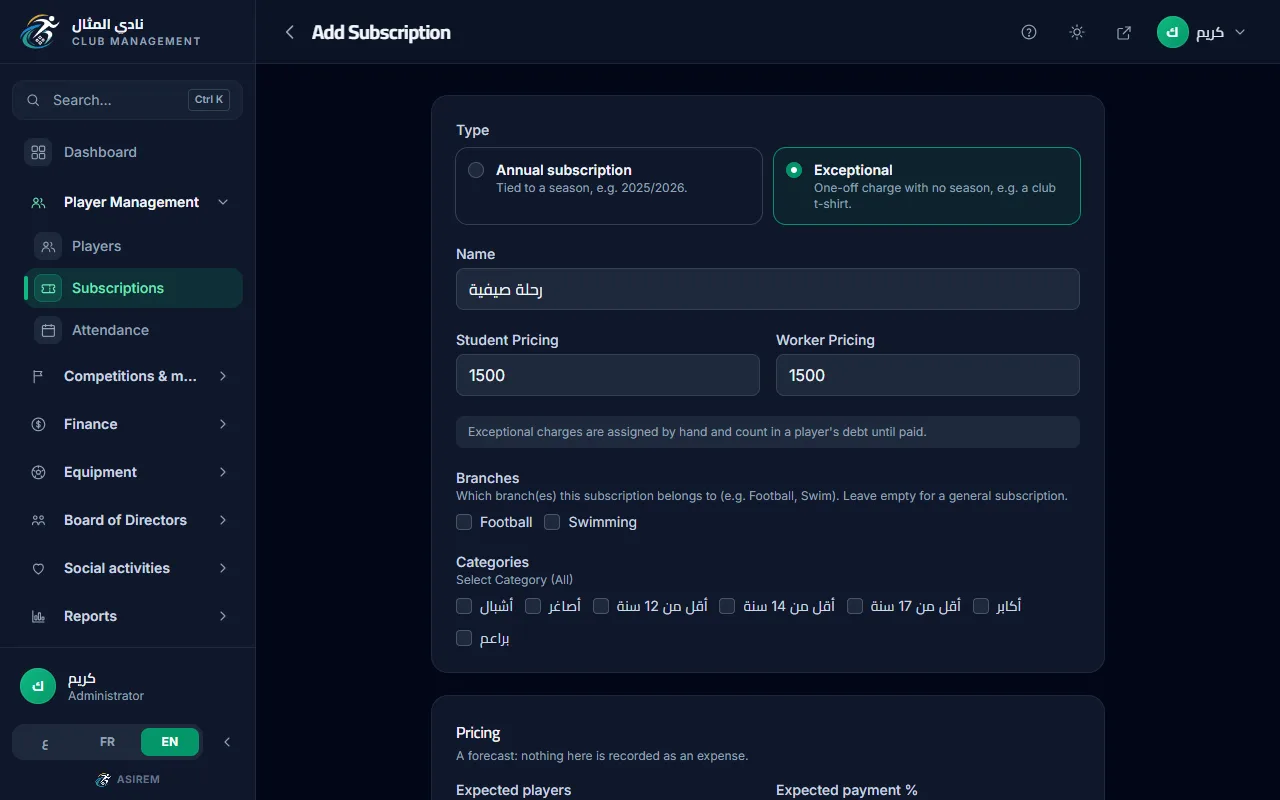 نادي المثال
CLUB MANAGEMENT
Search...
Ctrl K
Dashboard
Player Management
Players
Subscriptions
Attendance
Competitions & m...
Finance
Equipment
Board of Directors
Social activities
Reports
ك
كريم
Administrator
ع
FR
EN
ASIREM
Add Subscription
ك
كريم
Type
Annual subscription
Tied to a season, e.g. 2025/2026.
Exceptional
One-off charge with no season, e.g. a club
t-shirt.
Name
رحلة صيفية
Student Pricing
Worker Pricing
1500
1500
Exceptional charges are assigned by hand and count in a player's debt until paid.
Branches
Which branch(es) this subscription belongs to (e.g. Football, Swim). Leave empty for a general subscription.
Football
Swimming
Categories
Select Category (All)
أشبال
أصاغر
أقل من 12 سنة
أقل من 14 سنة
أقل من 17 سنة
أكابر
براعم
Pricing
A forecast: nothing here is recorded as an expense.
Expected players
Expected payment %